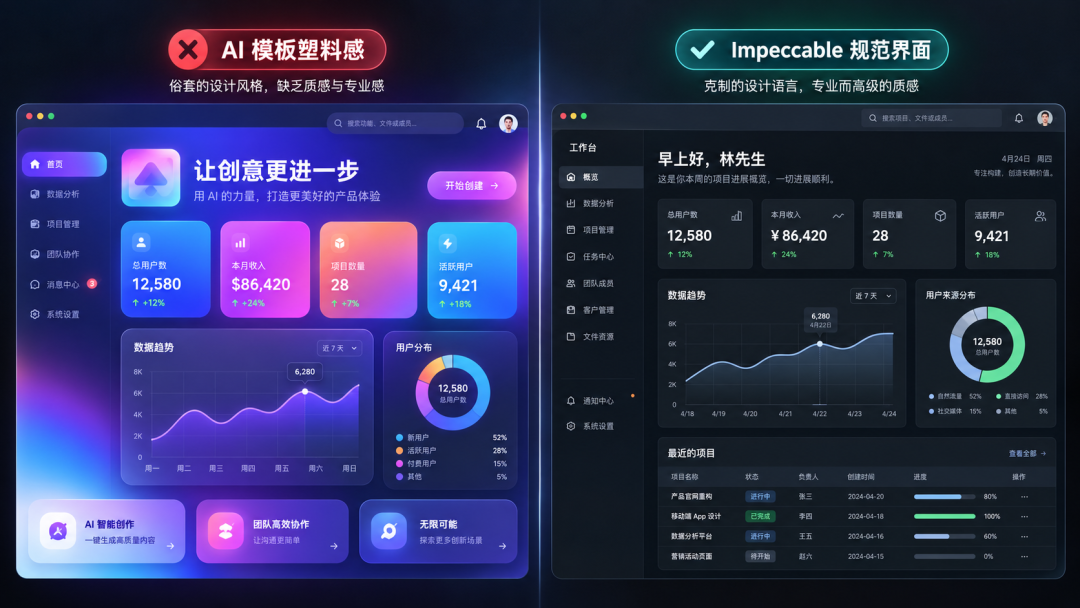 AI 模板塑料感
俗套的设计风格，缺乏质感与专业感
搜索功能、文件或成员...
首页
数据分析
项目管理
团队协作
消息中心 3
系统设置
让创意更进一步
用 AI 的力量，打造更美好的产品体验
开始创建 →
总用户数
12,580
↑ +12%
本月收入
$86,420
↑ +24%
项目数量
28
↑ +7%
活跃用户
9,421
↑ +18%
数据趋势
近 7 天
6,280
8K
6K
4K
2K
0
周一 周二 周三 周四 周五 周六 周日
用户分布
12,580
总用户数
新用户 52%
活跃用户 28%
付费用户 15%
其他 5%
AI 智能创作
一键生成高质量内容 →
团队高效协作
让沟通更简单 →
无限可能
探索更多创新场景 →
Impeccable 规范界面
克制的设计语言，专业而高级的质感
搜索项目、文件或成员...
工作台
概览
数据分析
项目管理
任务中心
团队成员
客户管理
文件资源
通知中心
系统设置
早上好，林先生
这是你本周的项目进展概览，一切进展顺利。
4月24日 周四
专注构建，创造长期价值。
总用户数
12,580
↑ 12%
本月收入
¥ 86,420
↑ 24%
项目数量
28
↑ 7%
活跃用户
9,421
↑ 18%
数据趋势
近 7 天
6,280
4月22日
8K
6K
4K
2K
0
4/18 4/19 4/20 4/21 4/22 4/23 4/24
用户来源分布
12,580
总用户数
自然流量 52% 直接访问 28%
社交媒体 15% 其他 5%
最近的项目
查看全部 →
项目名称 状态 负责人 创建时间 进度 操作
产品官网重构 进行中 张三 2024-04-20 80% ...
移动端 App 设计 已完成 李四 2024-04-18 100% ...
数据分析平台 进行中 王五 2024-04-16 60% ...
营销活动页面 待开始 赵六 2024-04-15 0% ...